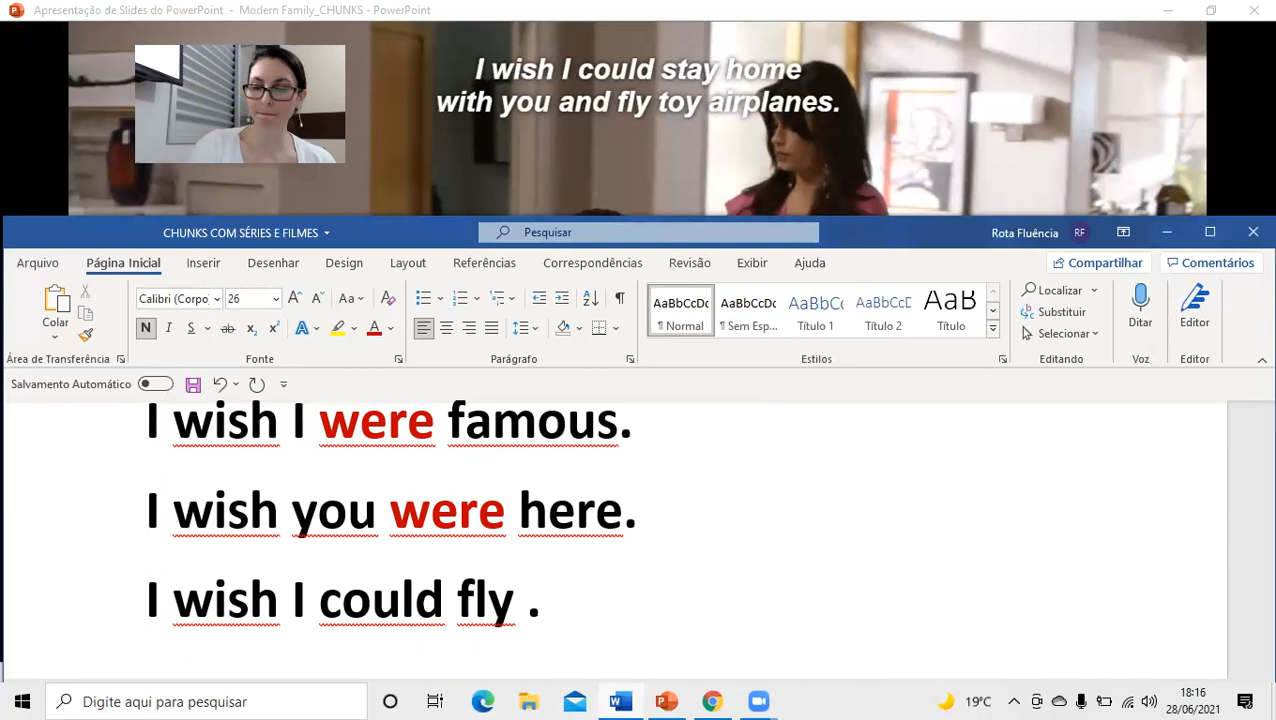 Apresentação de Slides do PowerPoint - Modern Family_CHUNKS - PowerPoint
I wish I could stay home
with you and fly toy airplanes.
CHUNKS COM SÉRIES E FILMES
Pesquisar
Rota Fluência RF
Arquivo Página Inicial Inserir Desenhar Design Layout Referências Correspondências Revisão Exibir Ajuda
Compartilhar Comentários
Colar
Calibri (Corpo) 26
AaBbCcDc AaBbCcDc AaBbC AaBbCcD AaB
¶ Normal ¶ Sem Esp... Título 1 Título 2 Título
Localizar
Substituir
Selecionar
Ditar
Editor
Área de Transferência Fonte Parágrafo Estilos Editando Voz Editor
Salvamento Automático
I wish I were famous.
I wish you were here.
I wish I could fly .
Digite aqui para pesquisar
19°C
18:16
28/06/2021